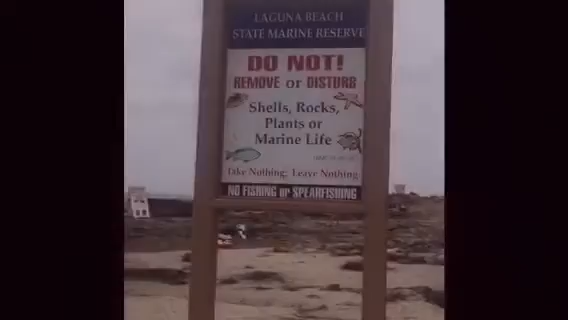 LAGUNA BEACH
STATE MARINE RESERVE
DO NOT!
REMOVE or DISTURB
Shells, Rocks,
Plants or
Marine Life
Take Nothing; Leave Nothing
NO FISHING or SPEARFISHING